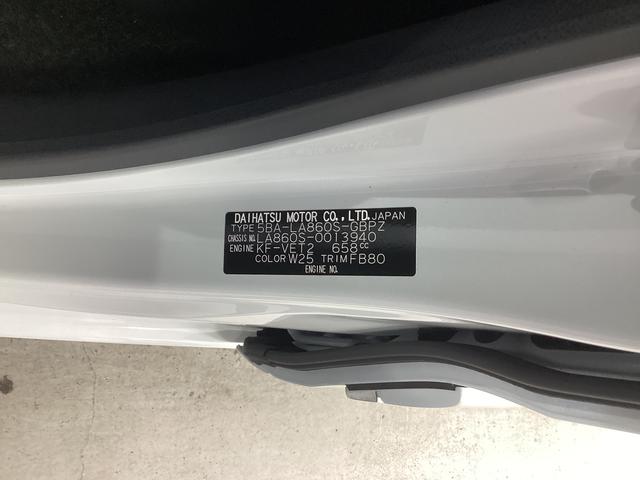 DAIHATSU MOTOR CO., LTD. JAPAN
TYPE 5BA-LA860S-GBPZ
CHASSIS NO. LA860S-0013940
ENGINE KF-VET2 658cc
COLOR W25 TRIM FB80
ENGINE NO.